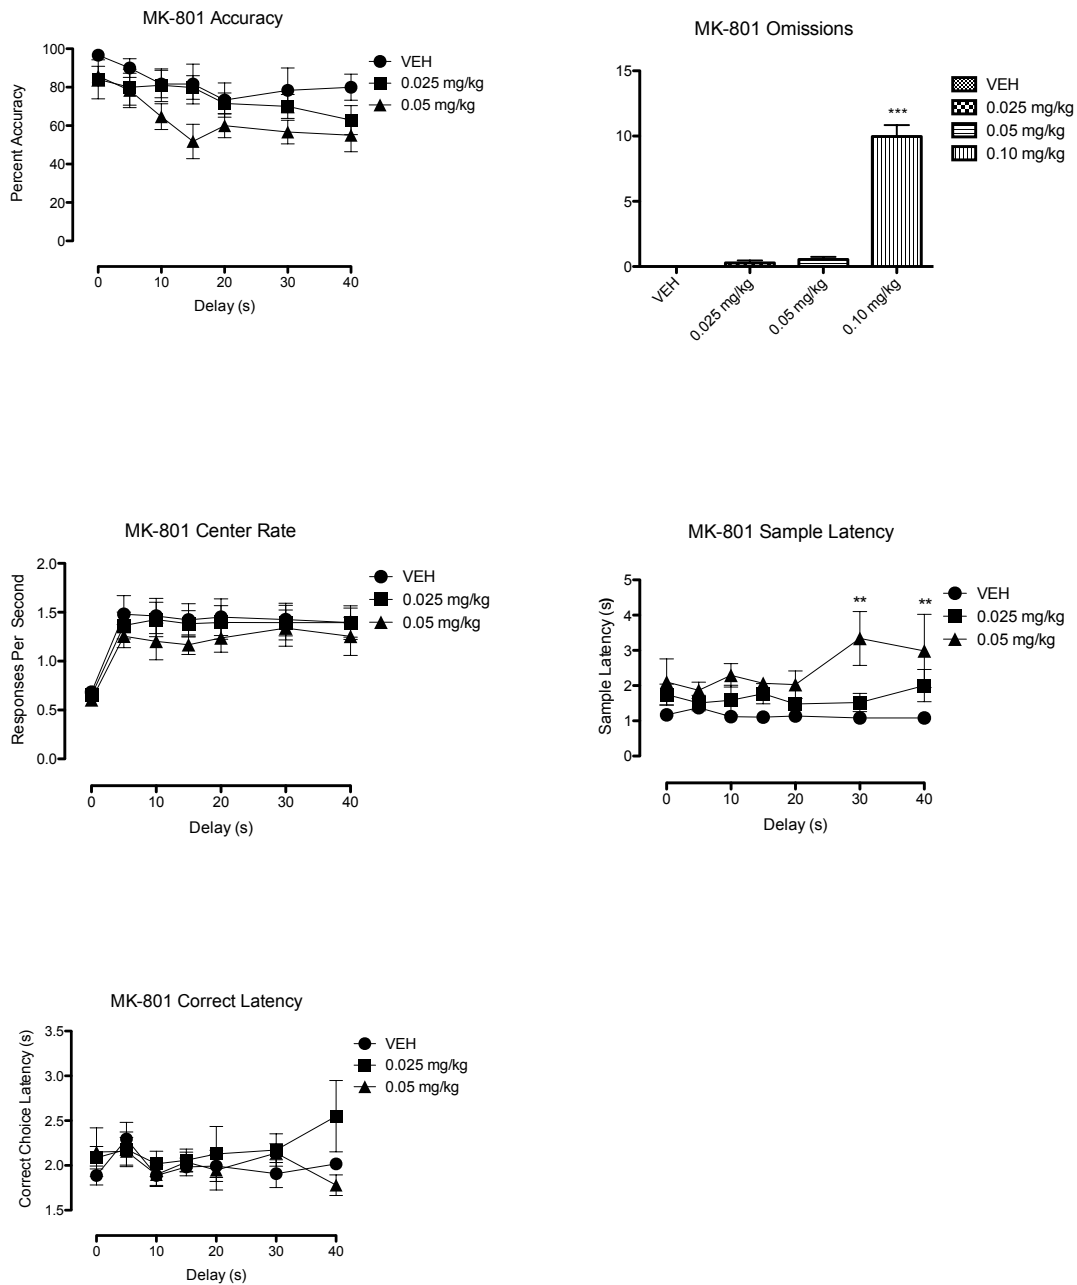 MK-801 Accuracy
Percent Accuracy
100
80
60
40
20
0
0 10 20 30 40
Delay (s)
VEH
0.025 mg/kg
0.05 mg/kg
MK-801 Omissions
15
10
5
0
***
VEH
0.025 mg/kg
0.05 mg/kg
0.10 mg/kg
VEH
0.025 mg/kg
0.05 mg/kg
0.10 mg/kg
MK-801 Center Rate
Responses Per Second
2.0
1.5
1.0
0.5
0.0
0 10 20 30 40
Delay (s)
VEH
0.025 mg/kg
0.05 mg/kg
MK-801 Sample Latency
Sample Latency (s)
5
4
3
2
1
0
** **
0 10 20 30 40
Delay (s)
VEH
0.025 mg/kg
0.05 mg/kg
MK-801 Correct Latency
Correct Choice Latency (s)
3.5
3.0
2.5
2.0
1.5
0 10 20 30 40
Delay (s)
VEH
0.025 mg/kg
0.05 mg/kg